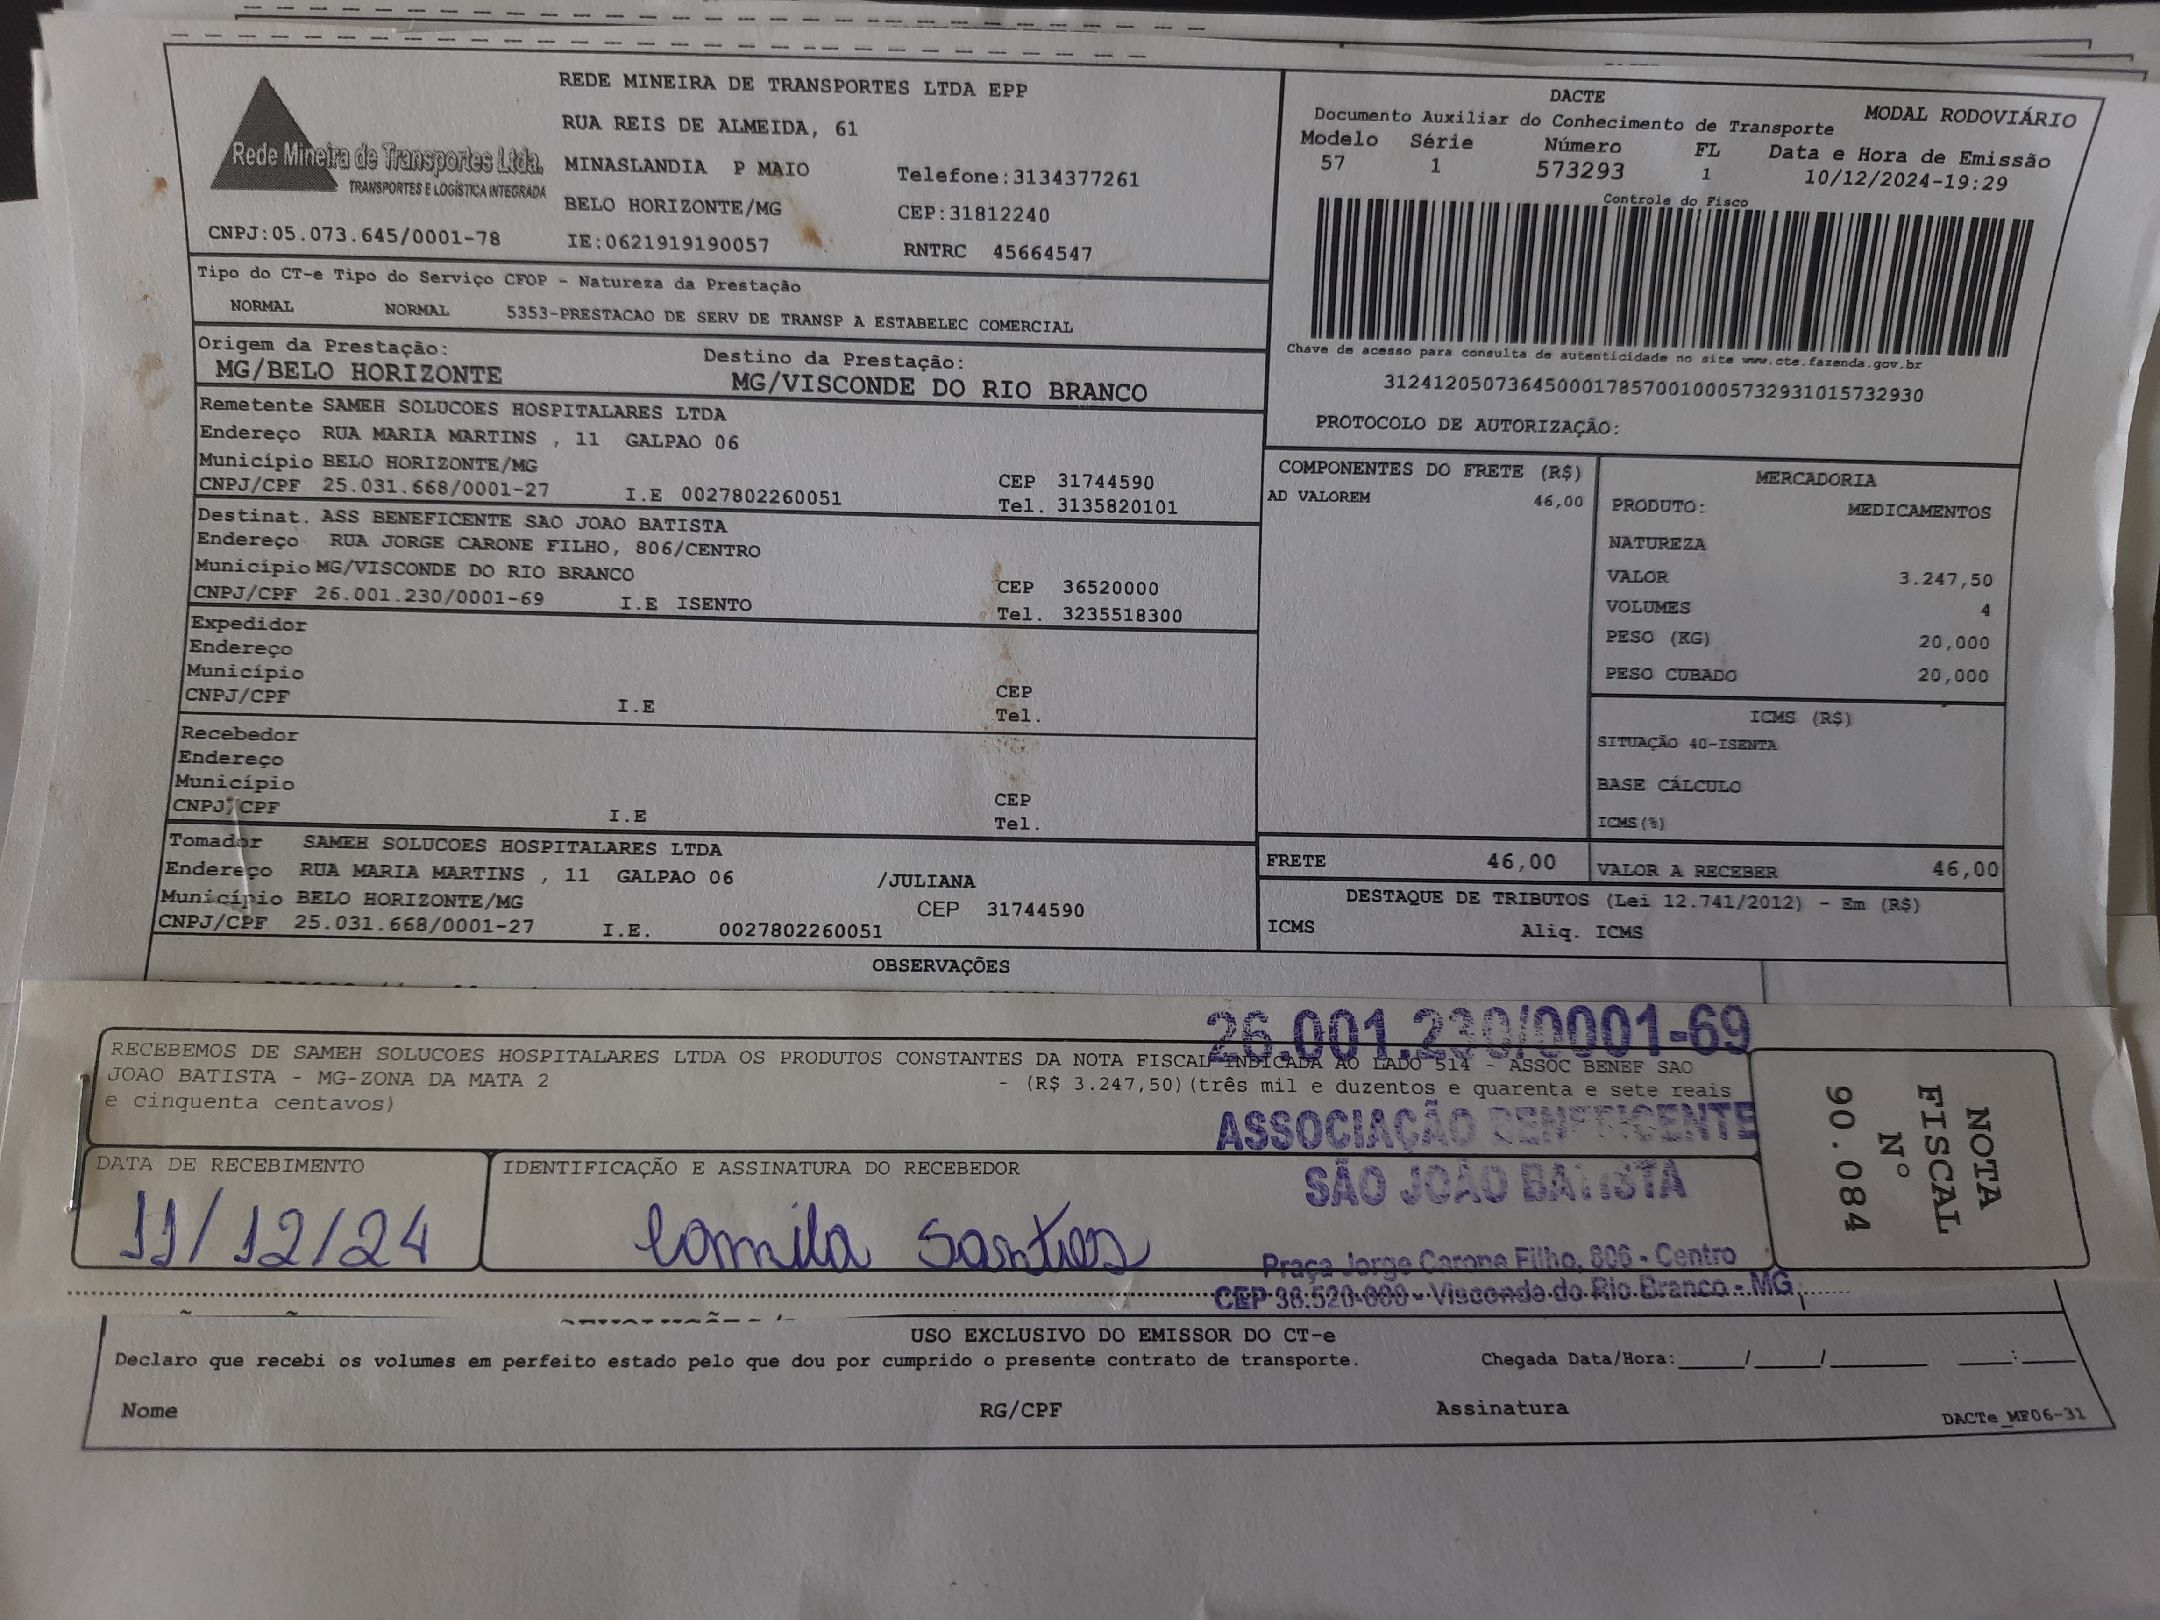 REDE MINEIRA DE TRANSPORTES LTDA EPP
RUA REIS DE ALMEIDA, 61
Rede Mineira de Transportes Ltda.
TRANSPORTES E LOGÍSTICA INTEGRADA
MINASLANDIA P MAIO Telefone:3134377261
BELO HORIZONTE/MG CEP:31812240
CNPJ:05.073.645/0001-78 IE:0621919190057 RNTRC 45664547
DACTE MODAL RODOVIÁRIO
Documento Auxiliar do Conhecimento de Transporte
Modelo Série Número FL Data e Hora de Emissão
57 1 573293 1 10/12/2024-19:29
Controle do Fisco
Chave de acesso para consulta de autenticidade no site www.cte.fazenda.gov.br
31241205073645000178570010005732931015732930
PROTOCOLO DE AUTORIZAÇÃO:
Tipo do CT-e Tipo do Serviço CFOP - Natureza da Prestação
NORMAL NORMAL 5353-PRESTACAO DE SERV DE TRANSP A ESTABELEC COMERCIAL
Origem da Prestação: Destino da Prestação:
MG/BELO HORIZONTE MG/VISCONDE DO RIO BRANCO
Remetente SAMEH SOLUCOES HOSPITALARES LTDA
Endereço RUA MARIA MARTINS , 11 GALPAO 06
Município BELO HORIZONTE/MG CEP 31744590
CNPJ/CPF 25.031.668/0001-27 I.E 0027802260051 Tel. 3135820101
Destinat. ASS BENEFICENTE SAO JOAO BATISTA
Endereço RUA JORGE CARONE FILHO, 806/CENTRO
Município MG/VISCONDE DO RIO BRANCO CEP 36520000
CNPJ/CPF 26.001.230/0001-69 I.E ISENTO Tel. 3235518300
Expedidor
Endereço
Município CEP
CNPJ/CPF I.E Tel.
Recebedor
Endereço
Município CEP
CNPJ/CPF I.E Tel.
Tomador SAMEH SOLUCOES HOSPITALARES LTDA
Endereço RUA MARIA MARTINS , 11 GALPAO 06 /JULIANA
Município BELO HORIZONTE/MG CEP 31744590
CNPJ/CPF 25.031.668/0001-27 I.E. 0027802260051
COMPONENTES DO FRETE (R$)
AD VALOREM 46,00
MERCADORIA
PRODUTO: MEDICAMENTOS
NATUREZA
VALOR 3.247,50
VOLUMES 4
PESO (KG) 20,000
PESO CUBADO 20,000
ICMS (R$)
SITUAÇÃO 40-ISENTA
BASE CÁLCULO
ICMS(%)
FRETE 46,00 VALOR A RECEBER 46,00
DESTAQUE DE TRIBUTOS (Lei 12.741/2012) - Em (R$)
ICMS Aliq. ICMS
OBSERVAÇÕES
26.001.230/0001-69
RECEBEMOS DE SAMEH SOLUCOES HOSPITALARES LTDA OS PRODUTOS CONSTANTES DA NOTA FISCAL INDICADA AO LADO 514 - ASSOC BENEF SAO
JOAO BATISTA - MG-ZONA DA MATA 2 - (R$ 3.247,50)(três mil e duzentos e quarenta e sete reais
e cinquenta centavos)
ASSOCIAÇÃO BENEFICENTE
SÃO JOÃO BATISTA
DATA DE RECEBIMENTO IDENTIFICAÇÃO E ASSINATURA DO RECEBEDOR
11/12/24 Camila Santos
Praça Jorge Carone Filho, 806 - Centro
CEP 36.520-000 - Visconde do Rio Branco - MG
NOTA
FISCAL
Nº
90.084
USO EXCLUSIVO DO EMISSOR DO CT-e
Declaro que recebi os volumes em perfeito estado pelo que dou por cumprido o presente contrato de transporte. Chegada Data/Hora:____/____/______ ___:___
Nome RG/CPF Assinatura DACTe_MF06-31